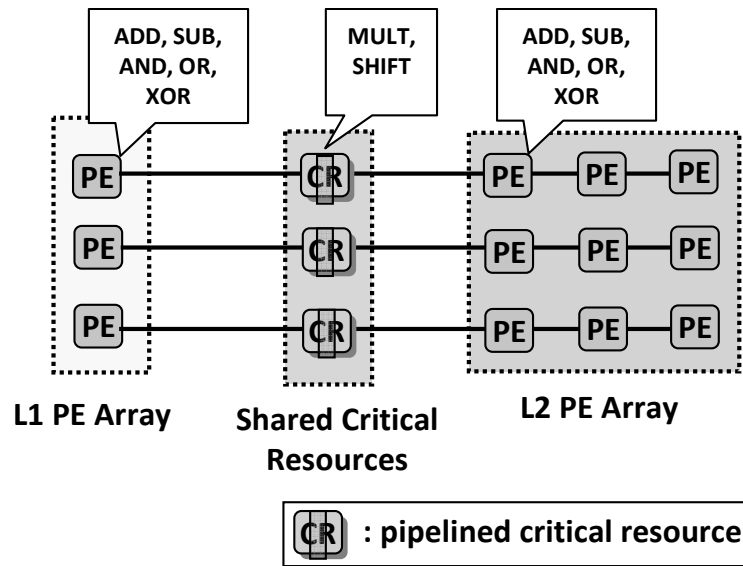 ADD, SUB,
AND, OR,
XOR
MULT,
SHIFT
ADD, SUB,
AND, OR,
XOR
PE CR PE PE PE
PE CR PE PE PE
PE CR PE PE PE
L1 PE Array
Shared Critical
Resources
L2 PE Array
CR : pipelined critical resource